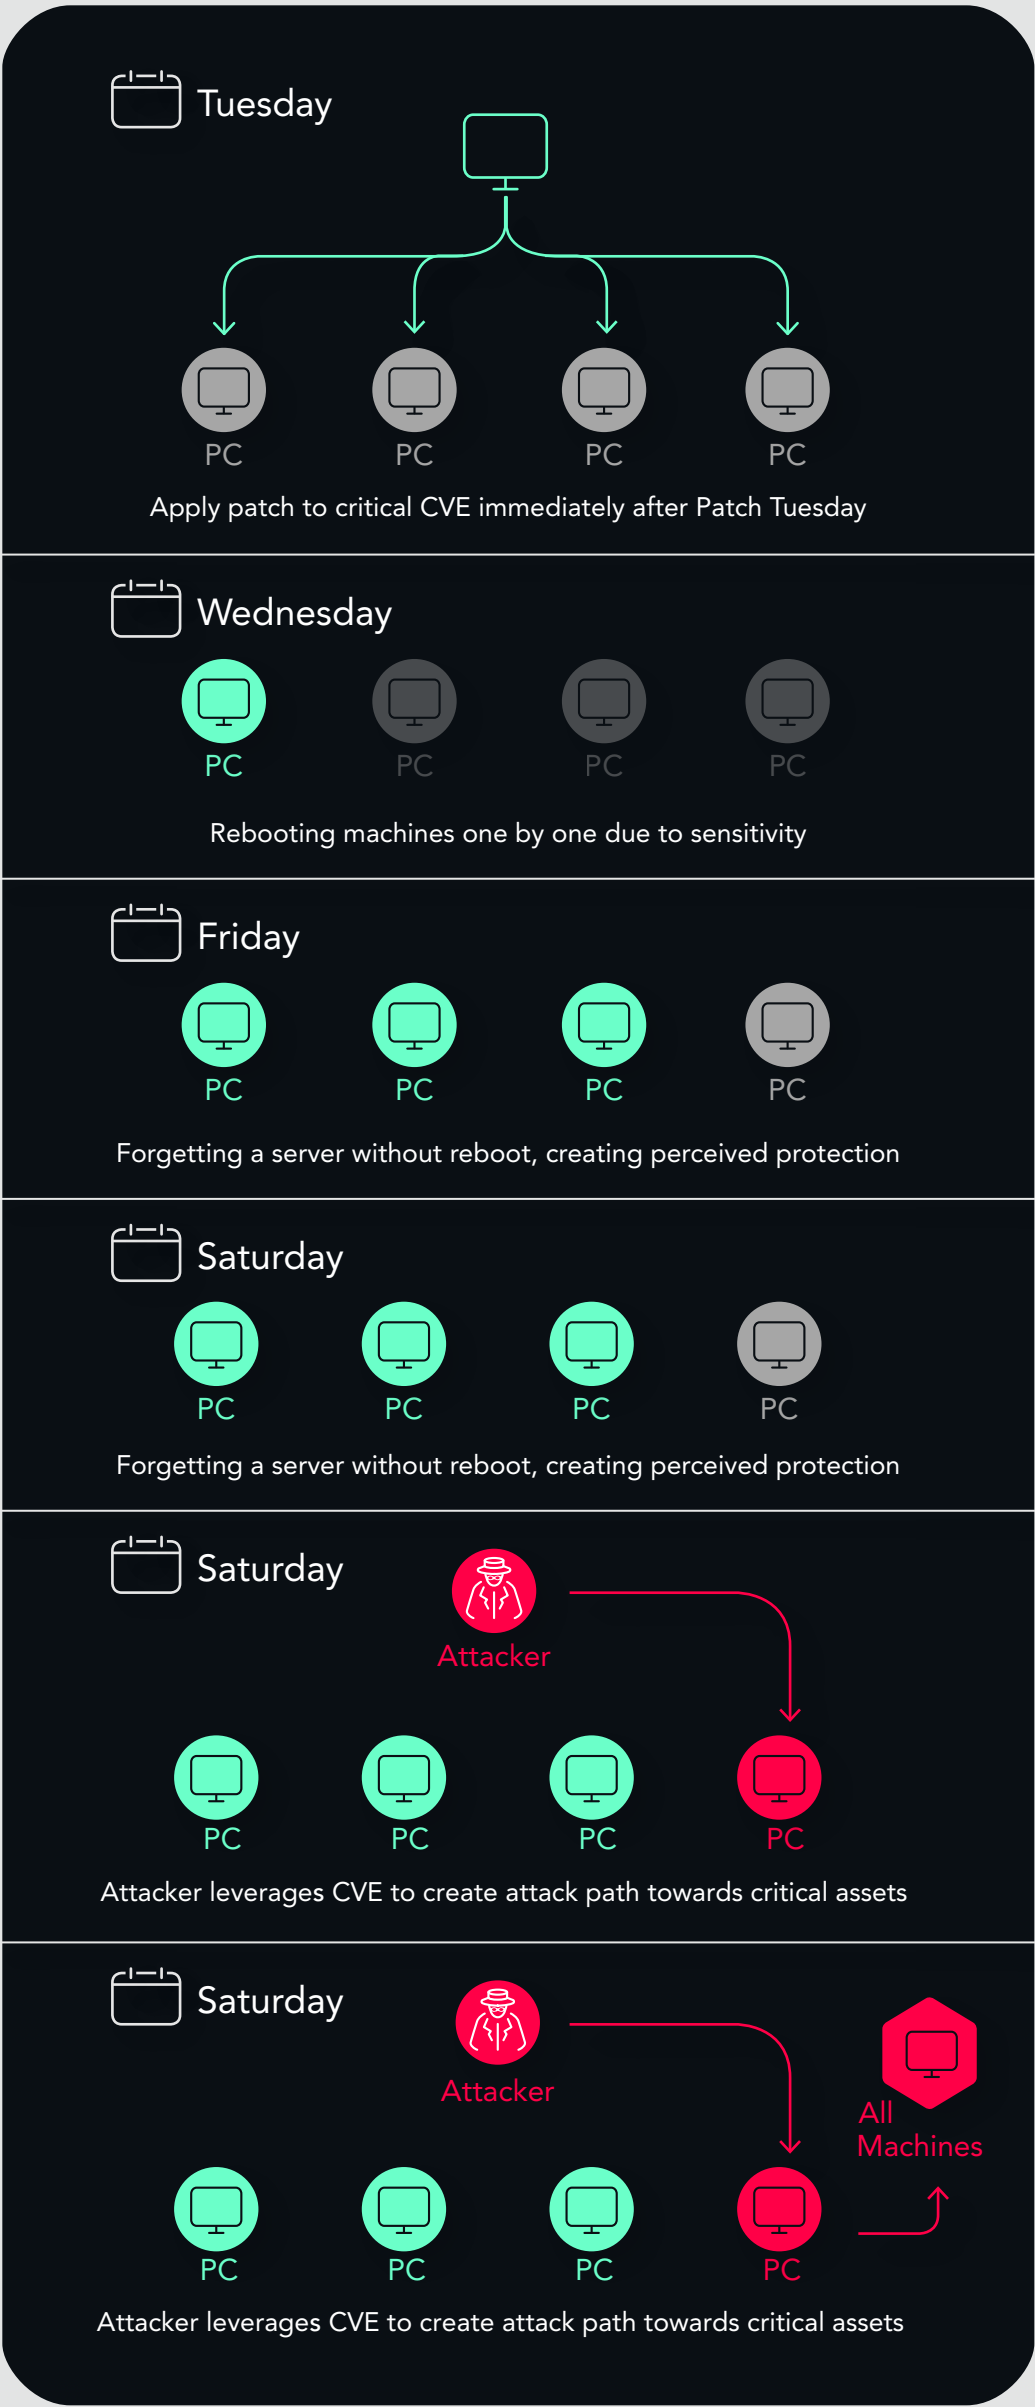 Tuesday
PC PC PC PC
Apply patch to critical CVE immediately after Patch Tuesday
Wednesday
PC PC PC PC
Rebooting machines one by one due to sensitivity
Friday
PC PC PC PC
Forgetting a server without reboot, creating perceived protection
Saturday
PC PC PC PC
Forgetting a server without reboot, creating perceived protection
Saturday
Attacker
PC PC PC PC
Attacker leverages CVE to create attack path towards critical assets
Saturday
Attacker
All
Machines
PC PC PC PC
Attacker leverages CVE to create attack path towards critical assets